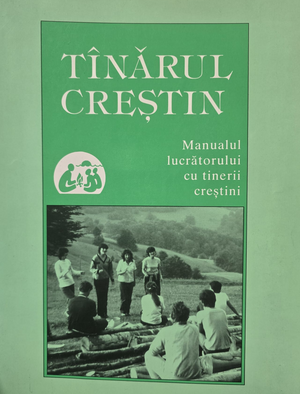 TÎNĂRUL
CREȘTIN
Manualul
lucrătorului
cu tinerii
creștini